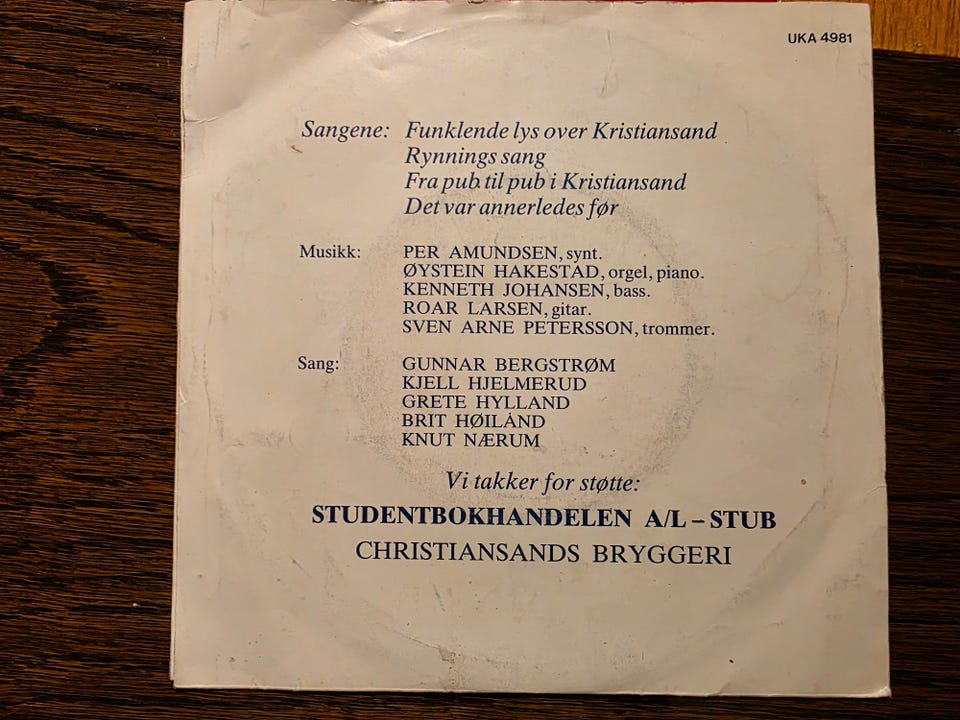 UKA 4981
Sangene: Funklende lys over Kristiansand
Rynnings sang
Fra pub til pub i Kristiansand
Det var annerledes før
Musikk: PER AMUNDSEN, synt.
ØYSTEIN HAKESTAD, orgel, piano.
KENNETH JOHANSEN, bass.
ROAR LARSEN, gitar.
SVEN ARNE PETERSSON, trommer.
Sang: GUNNAR BERGSTRØM
KJELL HJELMERUD
GRETE HYLLAND
BRIT HØILAND
KNUT NÆRUM
Vi takker for støtte:
STUDENTBOKHANDELEN A/L – STUB
CHRISTIANSANDS BRYGGERI